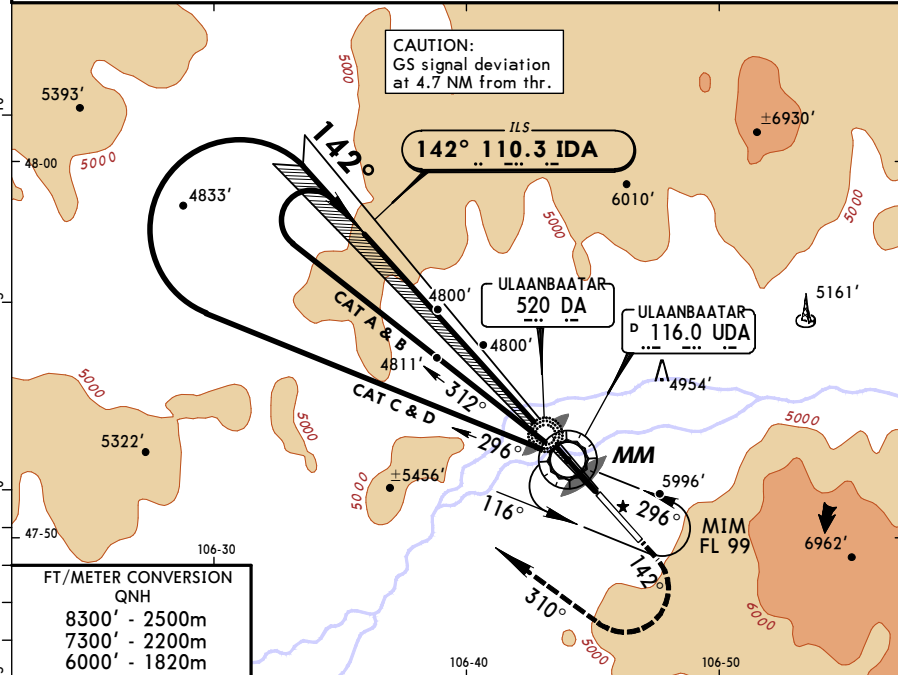 CAUTION:
GS signal deviation
at 4.7 NM from thr.
5000
5393'
±6930'
142°
ILS
142° 110.3 IDA
48-00
5000
4833'
6010'
5000
5000
4800'
ULAANBAATAR
520 DA
5161'
ULAANBAATAR
D 116.0 UDA
CAT A & B
4800'
4811'
312°
4954'
5000
CAT C & D
5000
5000
5322'
296°
MM
±5456'
5000
5996'
116°
296°
MIM
FL 99
47-50
6962'
106-30
142°
310°
6000
5000
FT/METER CONVERSION
QNH
8300' - 2500m
7300' - 2200m
6000' - 1820m
106-40
106-50